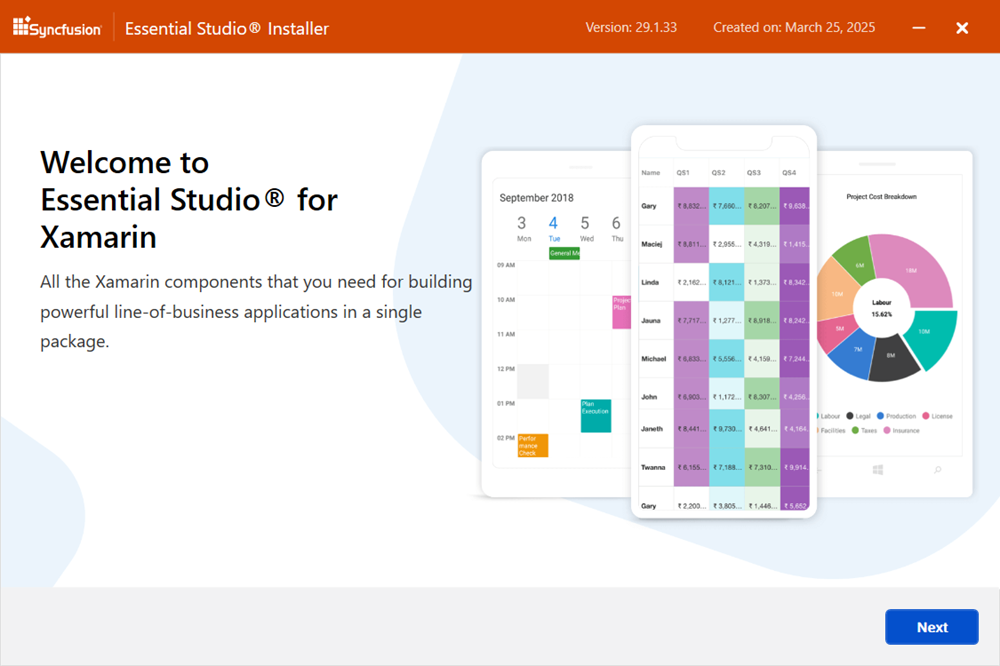 Syncfusion® Essential Studio® Installer Version: 29.1.33 Created on: March 25, 2025
Welcome to
Essential Studio® for
Xamarin
All the Xamarin components that you need for building
powerful line-of-business applications in a single
package.
September 2018
3 4 5 6
Mon Tue Wed Thu
General Me
09 AM
10 AM
Projec
Plan
11 AM
12 PM
01 PM
Plan
Execution
02 PM
Perfor
mance
Check
Name QS1 QS2 QS3 QS4
Gary ₹ 6,632... ₹ 7,660... ₹ 8,207... ₹ 9,638..
Maciej ₹ 8,811... ₹ 2,955... ₹ 4,319... ₹ 1,415..
Linda ₹ 2,162... ₹ 8,121... ₹ 1,373... ₹ 8,342..
Jauna ₹ 7,717... ₹ 1,277... ₹ 8,918... ₹ 8,242..
Michael ₹ 6,833... ₹ 5,556... ₹ 4,159... ₹ 7,244..
John ₹ 6,903... ₹ 1,172... ₹ 6,307... ₹ 4,256..
Janeth ₹ 8,441... ₹ 9,730... ₹ 4,641... ₹ 4,164..
Twanna ₹ 6,155... ₹ 7,188... ₹ 7,310... ₹ 9,914..
Gary ₹ 2,200... ₹ 3,805... ₹ 1,446... ₹ 5,652
Project Cost Breakdown
6M
18M
10M
Labour
15.62%
5M
10M
7M
8M
Labour Legal Production License
Facilities Taxes Insurance
Next